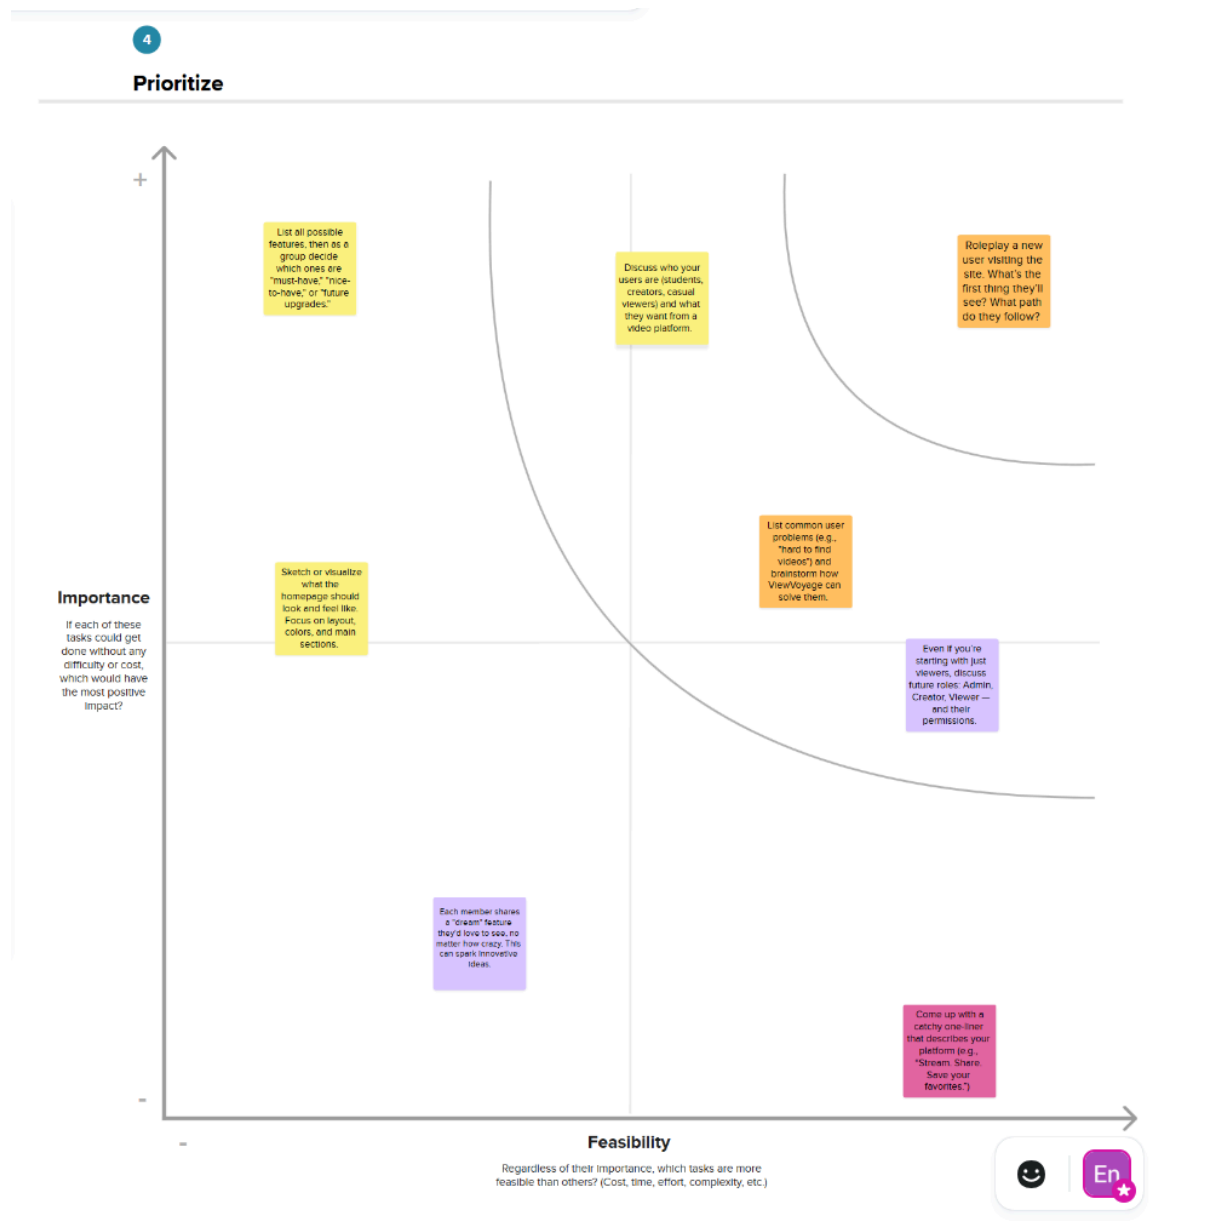 4
Prioritize
+
List all possible
features, then as a
group decide
which ones are
"must-have," "nice-
to-have," or "future
upgrades."
Discuss who your
users are (students,
creators, casual
viewers) and what
they want from a
video platform.
Roleplay a new
user visiting the
site. What's the
first thing they'll
see? What path
do they follow?
List common user
problems (e.g.,
"hard to find
videos") and
brainstorm how
ViewVoyage can
solve them.
Sketch or visualize
what the
homepage should
look and feel like.
Focus on layout,
colors, and main
sections.
Importance
If each of these
tasks could get
done without any
difficulty or cost,
which would have
the most positive
impact?
Even if you're
starting with just
viewers, discuss
future roles: Admin,
Creator, Viewer —
and their
permissions.
Each member shares
a "dream" feature
they'd love to see, no
matter how crazy. This
can spark innovative
ideas.
Come up with a
catchy one-liner
that describes your
platform (e.g.,
"Stream. Share.
Save your
favorites.")
-
-
Feasibility
Regardless of their importance, which tasks are more
feasible than others? (Cost, time, effort, complexity, etc.)
En